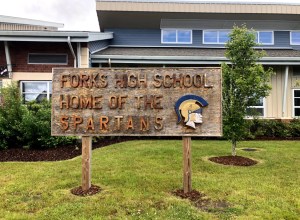 FORKS HIGH SCHOOL
HOME OF THE
SPARTANS